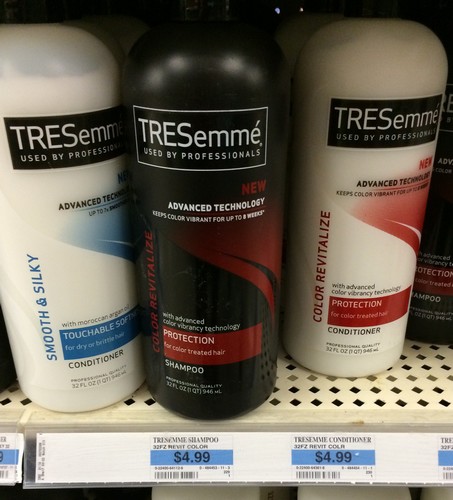 TRESemmé
USED BY PROFESSIONALS
ADVANCED TECHNOLOGY
SMOOTH & SILKY
with moroccan argan oil
TOUCHABLE SOFTNESS
for dry or brittle hair
CONDITIONER
PROFESSIONAL QUALITY
32 FL OZ (1 QT) 946 mL
TRESemmé
USED BY PROFESSIONALS
NEW
ADVANCED TECHNOLOGY
KEEPS COLOR VIBRANT FOR UP TO 8 WEEKS*
COLOR REVITALIZE
with advanced
color vibrancy technology
PROTECTION
for color treated hair
SHAMPOO
PROFESSIONAL QUALITY
32 FL OZ (1 QT) 946 mL
TRESemmé
USED BY PROFESSIONALS
NEW
ADVANCED TECHNOLOGY
KEEPS COLOR VIBRANT FOR UP TO 8 WEEKS
COLOR REVITALIZE
with advanced
color vibrancy technology
PROTECTION
for color treated hair
CONDITIONER
PROFESSIONAL QUALITY
32 FL OZ (1 QT) 946 mL
SHAMPOO
TRESEMME SHAMPOO
32FZ REVIT COLR
$4.99
TRESEMME CONDITIONER
32FZ REVIT COLOR
$4.99